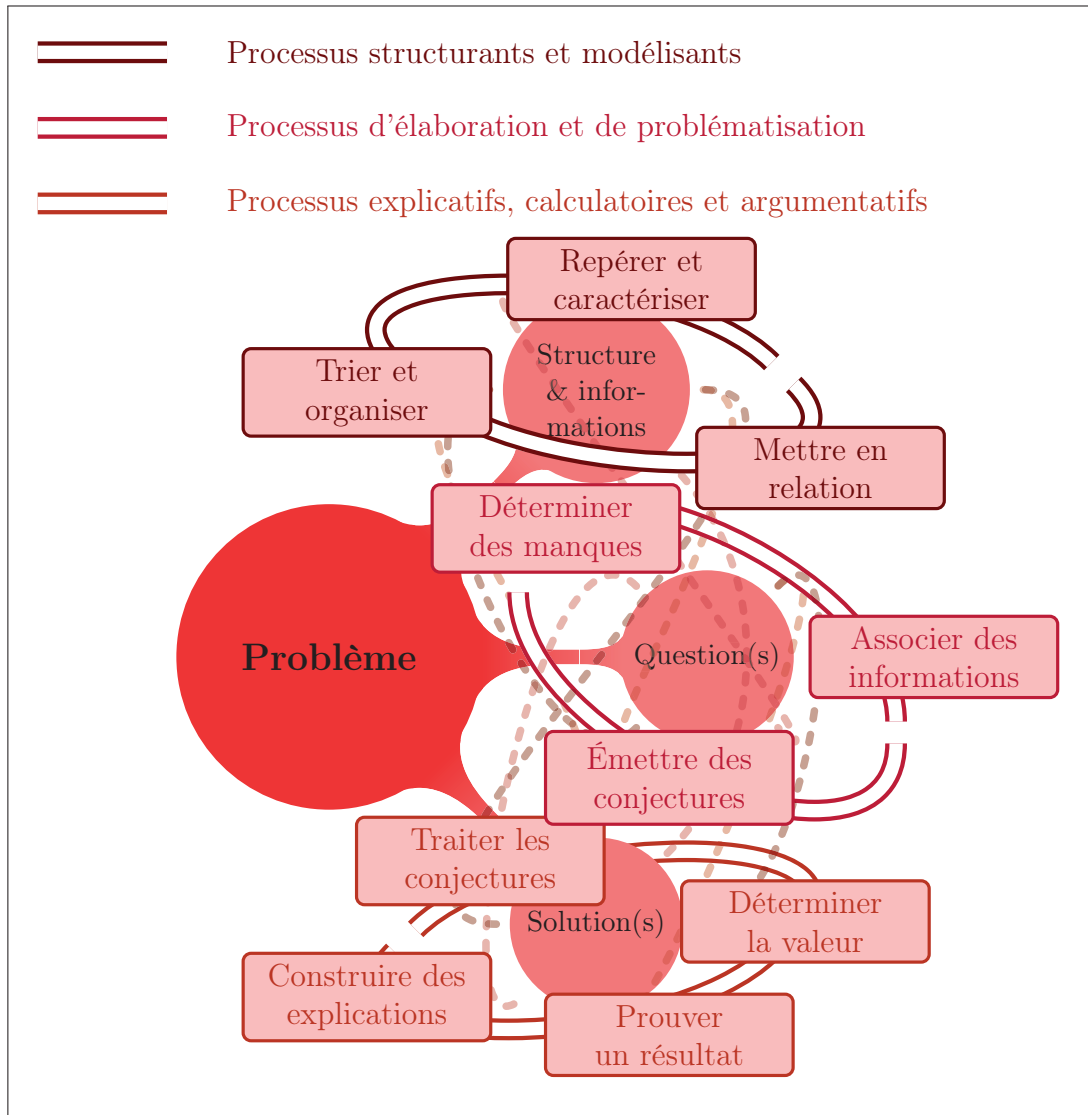 Processus structurants et modélisants
Processus d'élaboration et de problématisation
Processus explicatifs, calculatoires et argumentatifs
Repérer et
caractériser
Structure
& infor-
mations
Trier et
organiser
Mettre en
relation
Déterminer
des manques
Problème
Question(s)
Associer des
informations
Émettre des
conjectures
Traiter les
conjectures
Solution(s)
Déterminer
la valeur
Construire des
explications
Prouver
un résultat